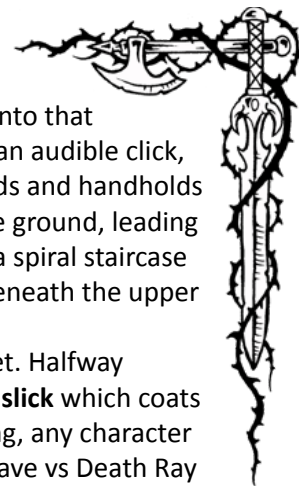 nto that
an audible click,
ds and handholds
e ground, leading
a spiral staircase
eneath the upper
et. Halfway
slick which coats
g, any character
ave vs Death Ray